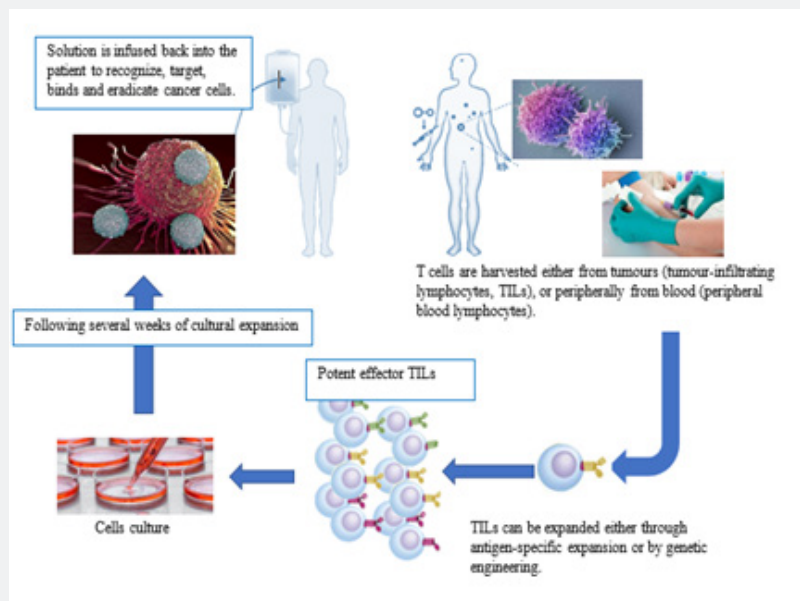 Solution is infused back into the
patient to recognize, target,
binds and eradicate cancer cells.
T cells are harvested either from tumours (tumour-infiltrating
lymphocytes, TILs), or peripherally from blood (peripheral
blood lymphocytes).
Following several weeks of cultural expansion
Potent effector TILs
Cells culture
TILs can be expanded either through
antigen-specific expansion or by genetic
engineering.